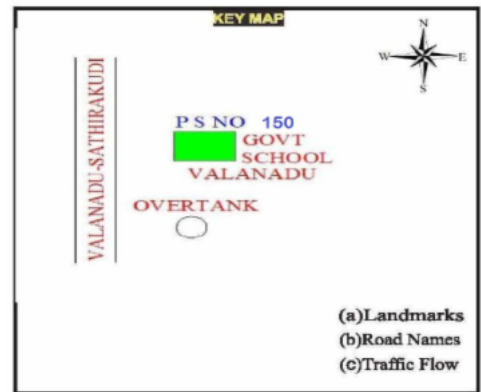 KEY MAP
N
W
E
S
VALANADU-SATHIRAKUDI
P S NO 150
GOVT
SCHOOL
VALANADU
OVERTANK
(a)Landmarks
(b)Road Names
(c)Traffic Flow